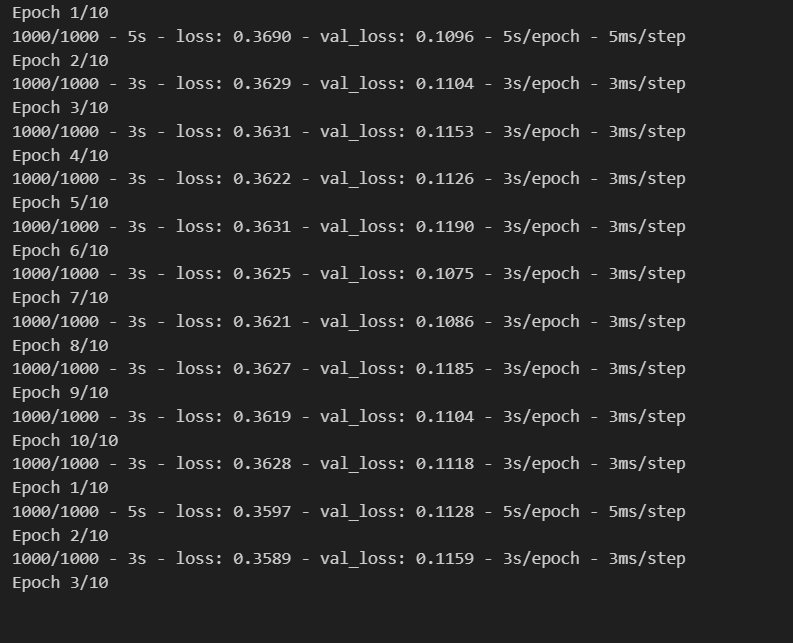 Epoch 1/10
1000/1000 - 5s - loss: 0.3690 - val_loss: 0.1096 - 5s/epoch - 5ms/step
Epoch 2/10
1000/1000 - 3s - loss: 0.3629 - val_loss: 0.1104 - 3s/epoch - 3ms/step
Epoch 3/10
1000/1000 - 3s - loss: 0.3631 - val_loss: 0.1153 - 3s/epoch - 3ms/step
Epoch 4/10
1000/1000 - 3s - loss: 0.3622 - val_loss: 0.1126 - 3s/epoch - 3ms/step
Epoch 5/10
1000/1000 - 3s - loss: 0.3631 - val_loss: 0.1190 - 3s/epoch - 3ms/step
Epoch 6/10
1000/1000 - 3s - loss: 0.3625 - val_loss: 0.1075 - 3s/epoch - 3ms/step
Epoch 7/10
1000/1000 - 3s - loss: 0.3621 - val_loss: 0.1086 - 3s/epoch - 3ms/step
Epoch 8/10
1000/1000 - 3s - loss: 0.3627 - val_loss: 0.1185 - 3s/epoch - 3ms/step
Epoch 9/10
1000/1000 - 3s - loss: 0.3619 - val_loss: 0.1104 - 3s/epoch - 3ms/step
Epoch 10/10
1000/1000 - 3s - loss: 0.3628 - val_loss: 0.1118 - 3s/epoch - 3ms/step
Epoch 1/10
1000/1000 - 5s - loss: 0.3597 - val_loss: 0.1128 - 5s/epoch - 5ms/step
Epoch 2/10
1000/1000 - 3s - loss: 0.3589 - val_loss: 0.1159 - 3s/epoch - 3ms/step
Epoch 3/10